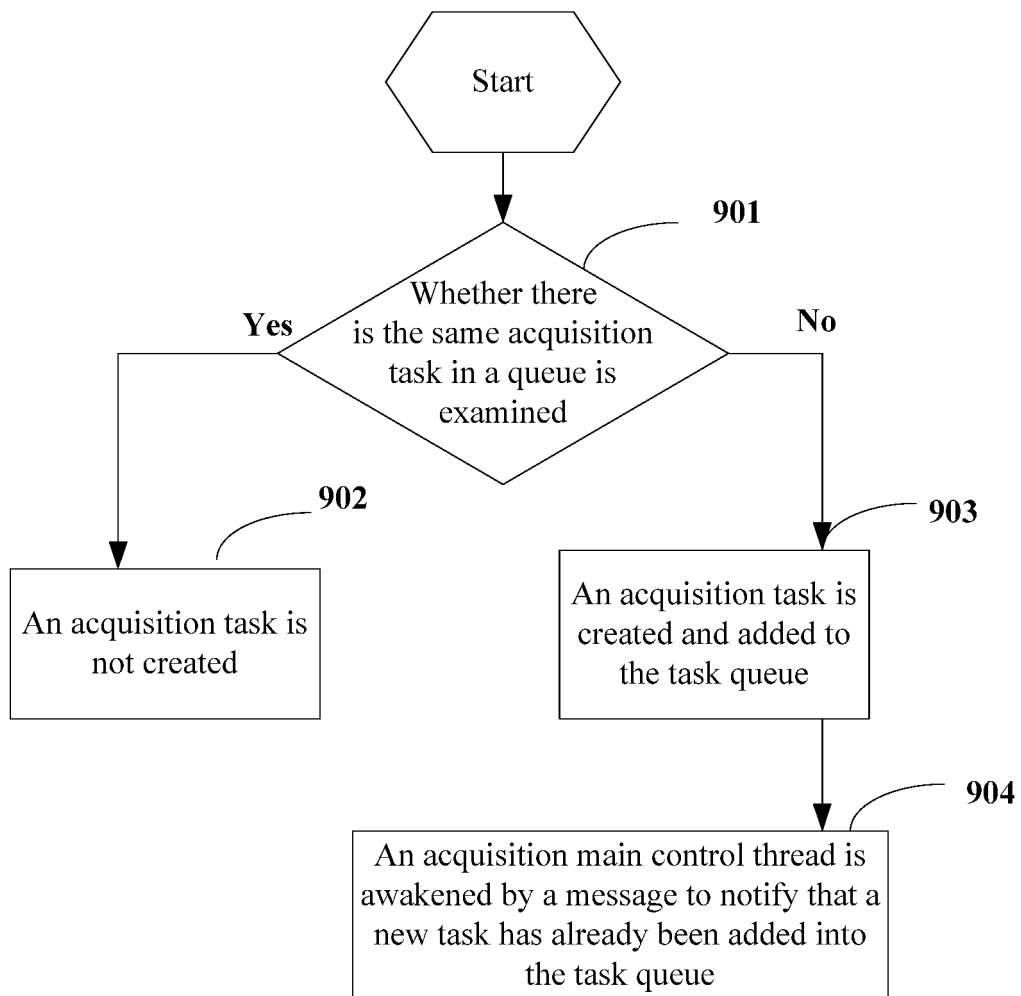 Start
901
Whether there
is the same acquisition
task in a queue is
examined
Yes
No
902
903
An acquisition task is
not created
An acquisition task is
created and added to
the task queue
904
An acquisition main control thread is
awakened by a message to notify that a
new task has already been added into
the task queue